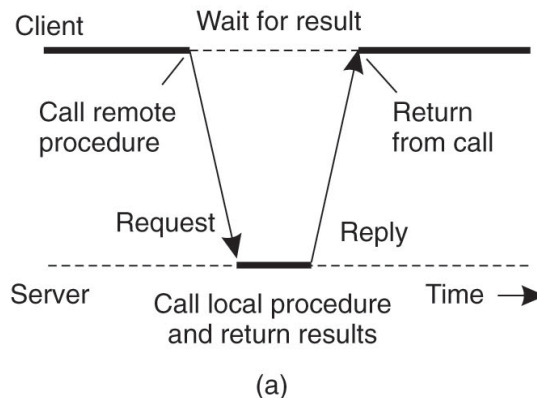 Client
Wait for result
Call remote
procedure
Return
from call
Request
Reply
Server
Call local procedure
and return results
Time
(a)